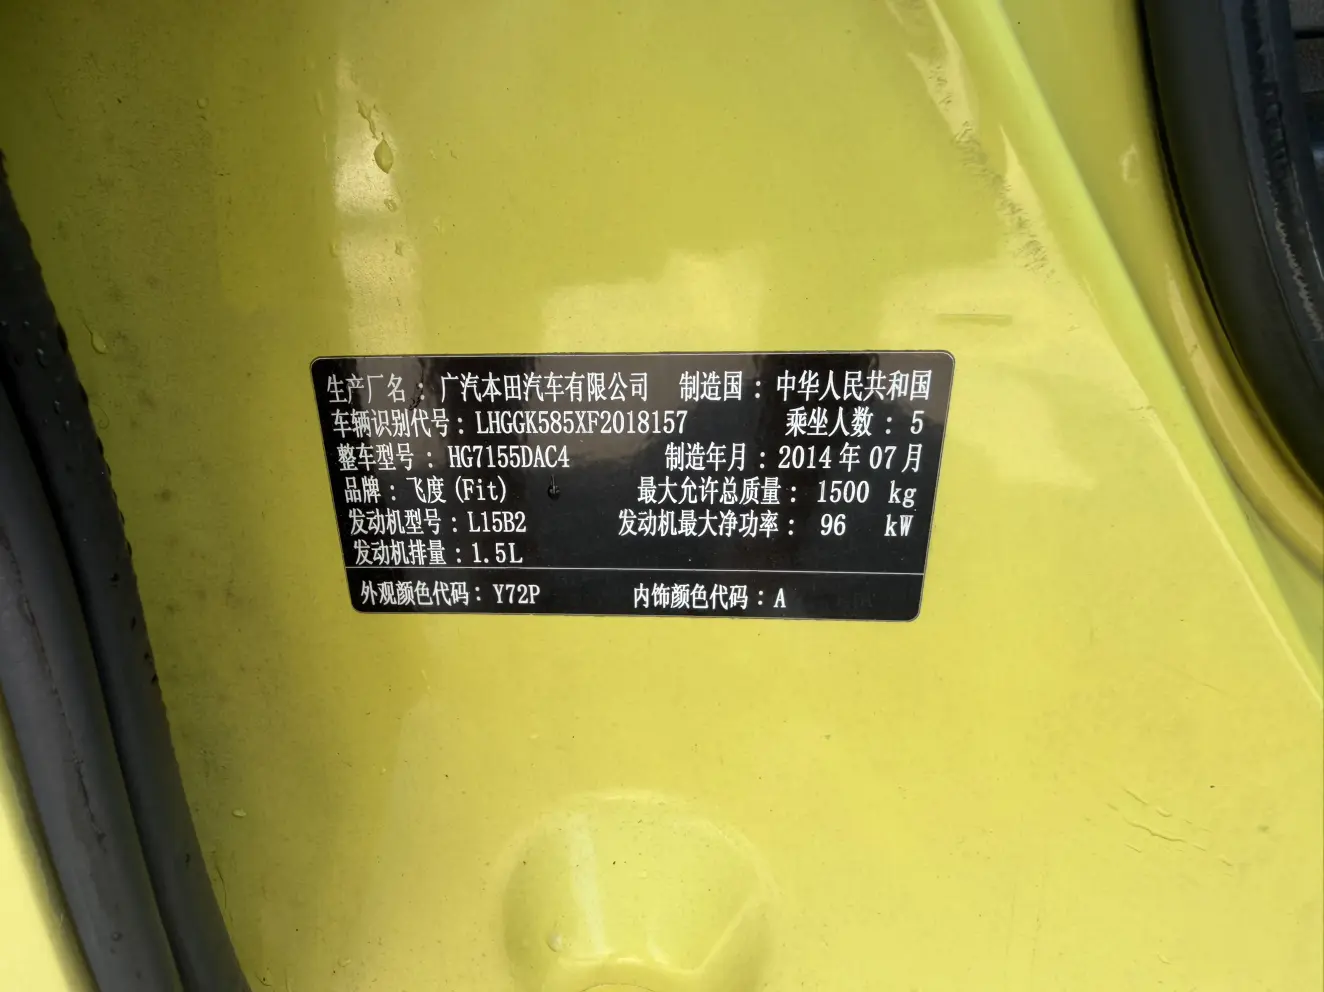 生产厂名：广汽本田汽车有限公司 制造国：中华人民共和国
车辆识别代号：LHGGK585XF2018157 乘坐人数：5
整车型号：HG7155DAC4 制造年月：2014年07月
品牌：飞度(Fit) 最大允许总质量：1500 kg
发动机型号：L15B2 发动机最大净功率：96 kW
发动机排量：1.5L
外观颜色代码：Y72P 内饰颜色代码：A